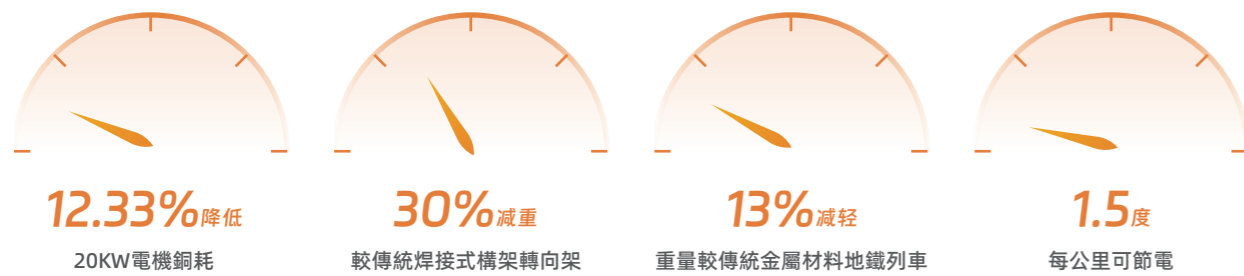 12.33%降低
20KW電機銅耗
30%减重
較傳統焊接式構架轉向架
13%减轻
重量較傳統金屬材料地鐵列車
1.5度
每公里可節電